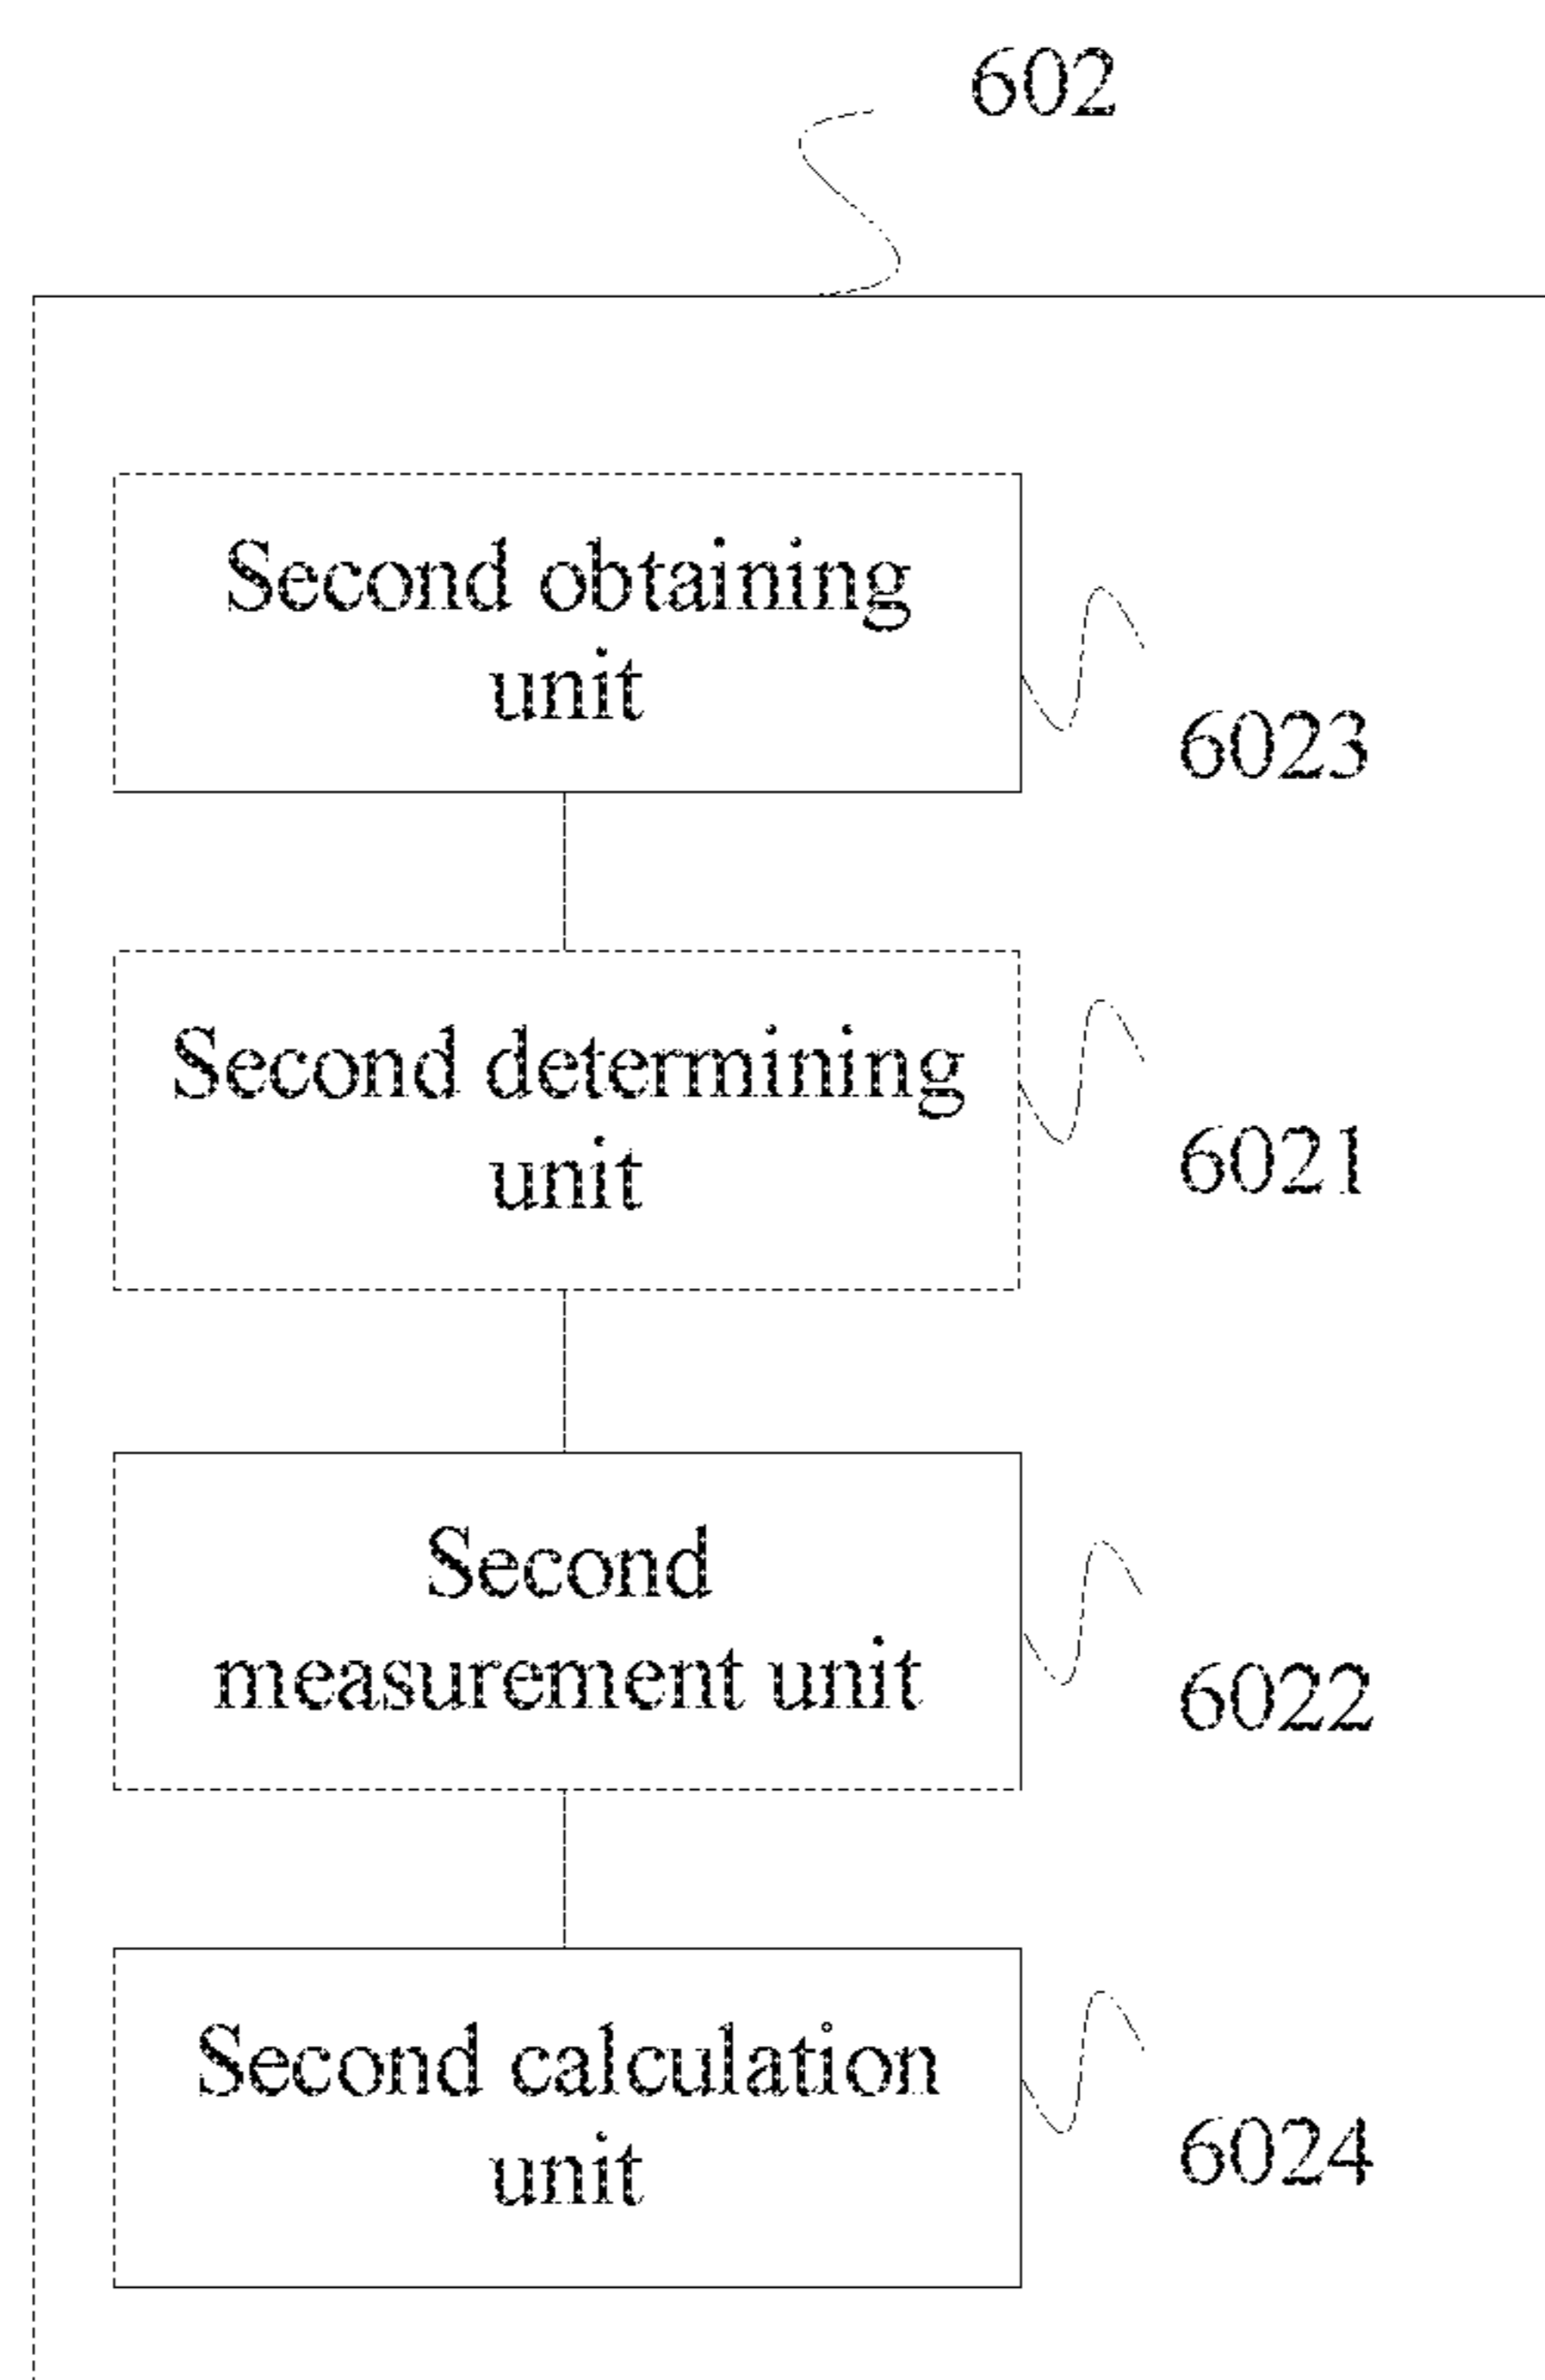 602
Second obtaining
unit
6023
Second determining
unit
6021
Second
measurement unit
6022
Second calculation
unit
6024